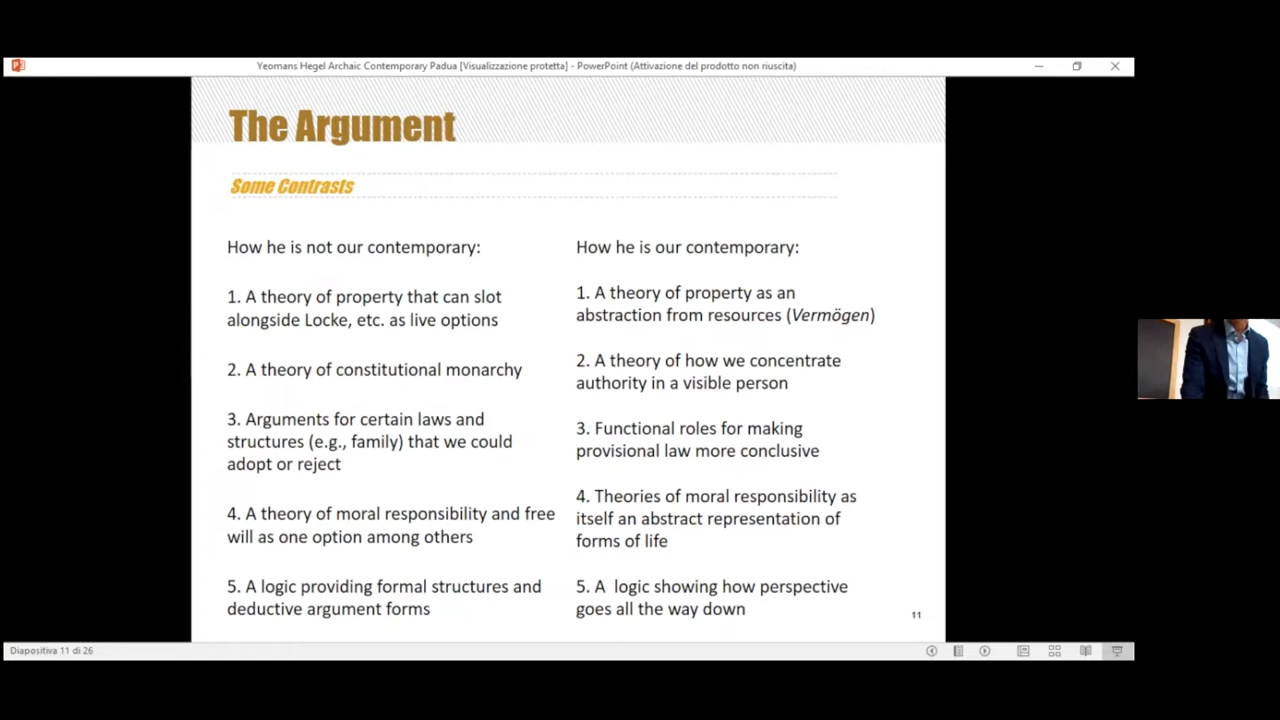 Yeomans Hegel Archaic Contemporary Padua [Visualizzazione protetta] - PowerPoint (Attivazione del prodotto non riuscita)
The Argument
Some Contrasts
How he is not our contemporary:
1. A theory of property that can slot
alongside Locke, etc. as live options
2. A theory of constitutional monarchy
3. Arguments for certain laws and
structures (e.g., family) that we could
adopt or reject
4. A theory of moral responsibility and free
will as one option among others
5. A logic providing formal structures and
deductive argument forms
How he is our contemporary:
1. A theory of property as an
abstraction from resources (Vermögen)
2. A theory of how we concentrate
authority in a visible person
3. Functional roles for making
provisional law more conclusive
4. Theories of moral responsibility as
itself an abstract representation of
forms of life
5. A  logic showing how perspective
goes all the way down
11
Diapositiva 11 di 26